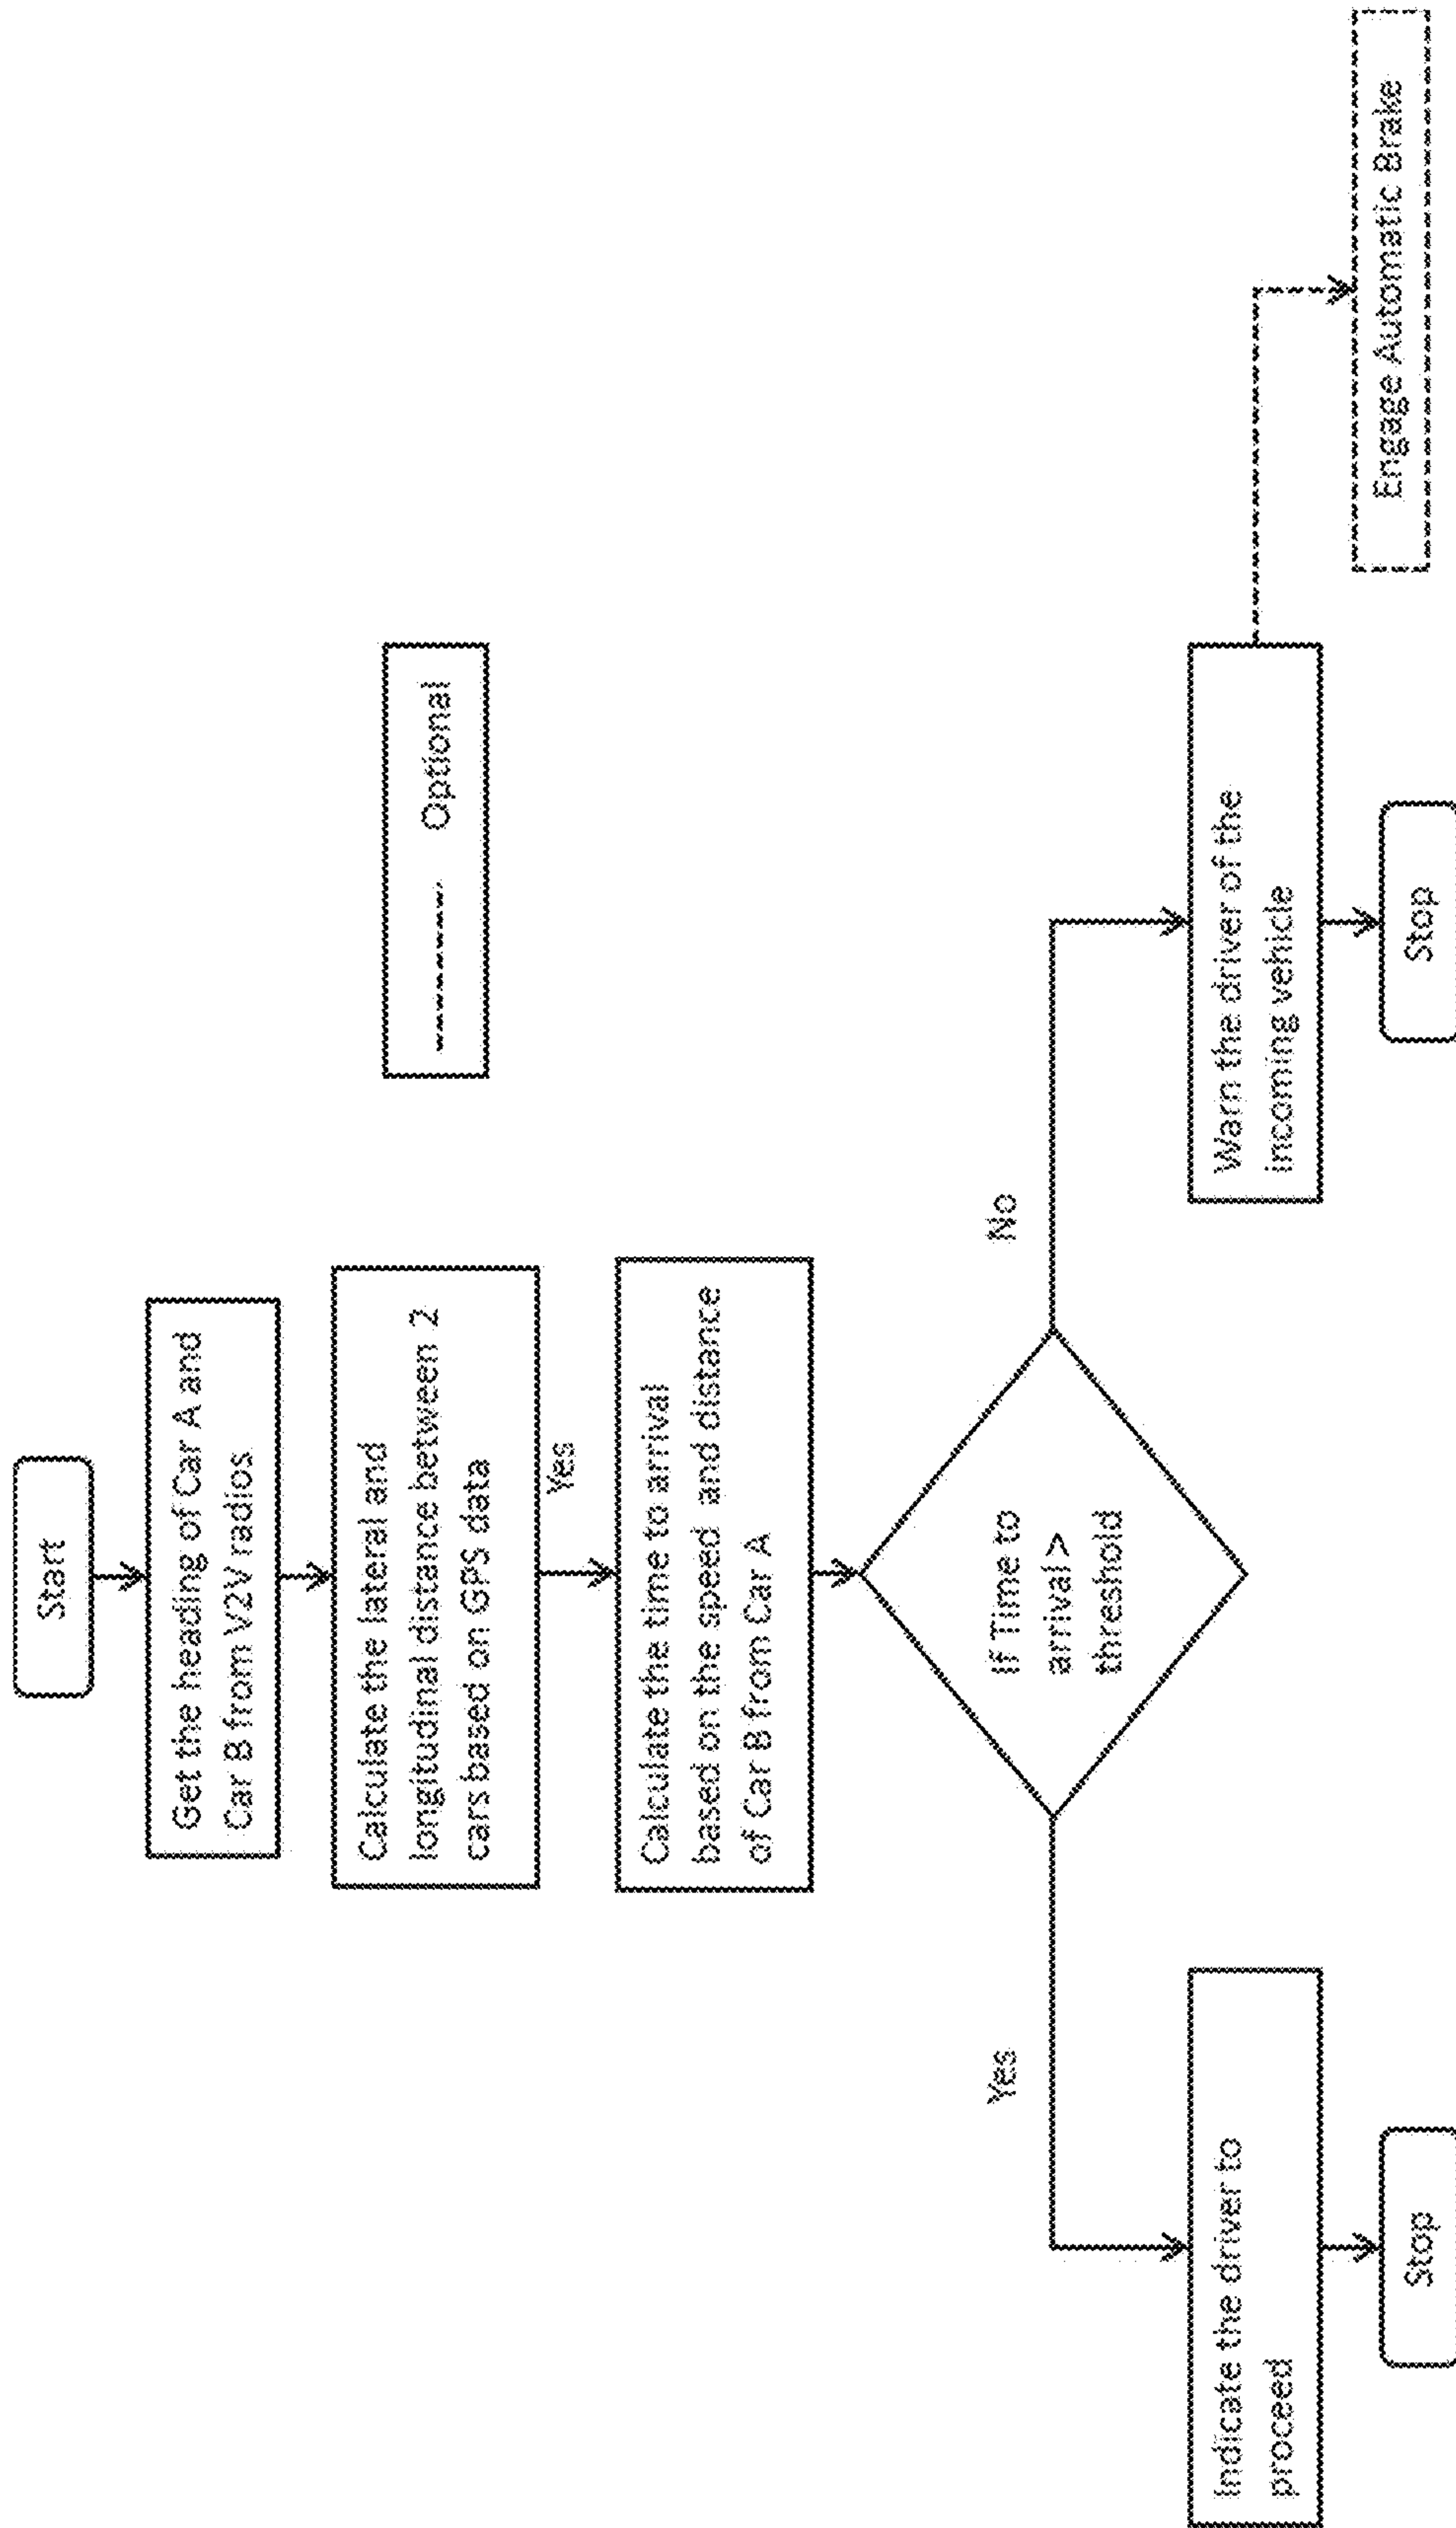 Start
Get the heading of Car A and
Car B from V2V radios
Calculate the lateral and
longitudinal distance between 2
cars based on GPS data
Optional
Yes
Calculate the time to arrival
based on the speed and distance
of Car B from Car A
If Time to
arrival >
threshold
Yes
No
Indicate the driver to
proceed
Warn the driver of the
incoming vehicle
Engage Automatic Brake
Stop
Stop